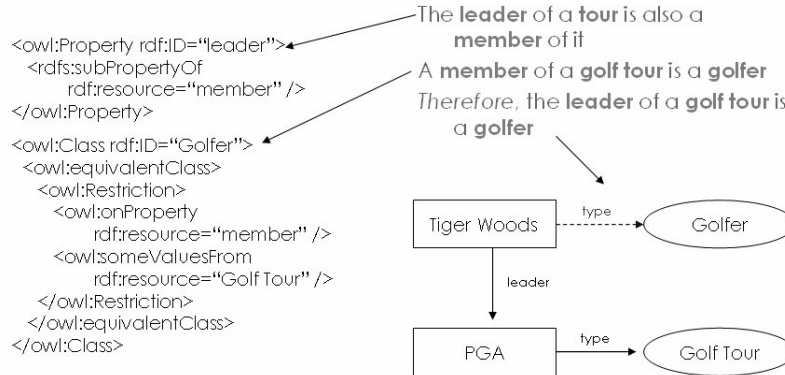 <owl:Property rdf:ID=“leader”>
<rdfs:subPropertyOf
rdf:resource=“member” />
</owl:Property>
<owl:Class rdf:ID=“Golfer”>
<owl:equivalentClass>
<owl:Restriction>
<owl:onProperty
rdf:resource=“member” />
<owl:someValuesFrom
rdf:resource=“Golf Tour” />
</owl:Restriction>
</owl:equivalentClass>
</owl:Class>
The leader of a tour is also a
member of it
A member of a golf tour is a golfer
Therefore, the leader of a golf tour is
a golfer
Tiger Woods
type
Golfer
leader
PGA
type
Golf Tour